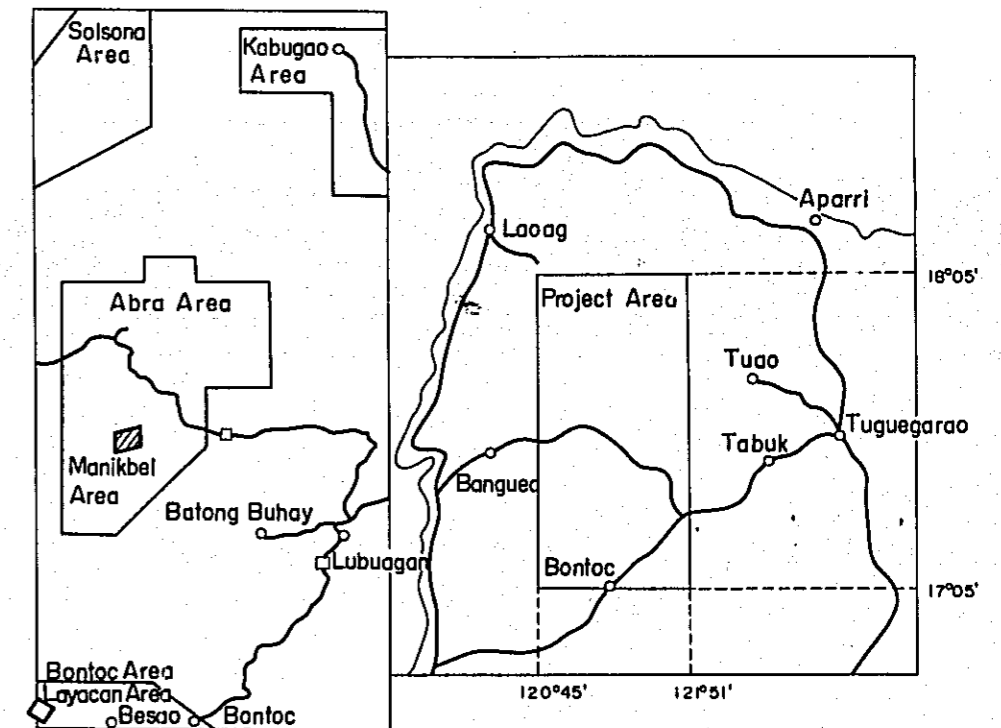 Solsona
Area
Kabugao
Area
Abra Area
Manikbel
Area
Batong Buhay
Lubuagan
Bontoc Area
Layacan Area
Besao
Bontoc
Aparri
Laoag
18°05'
Project Area
Tuao
Tuguegarao
Tabuk
Bangued
Bontoc
17°05'
120°45'
121°51'